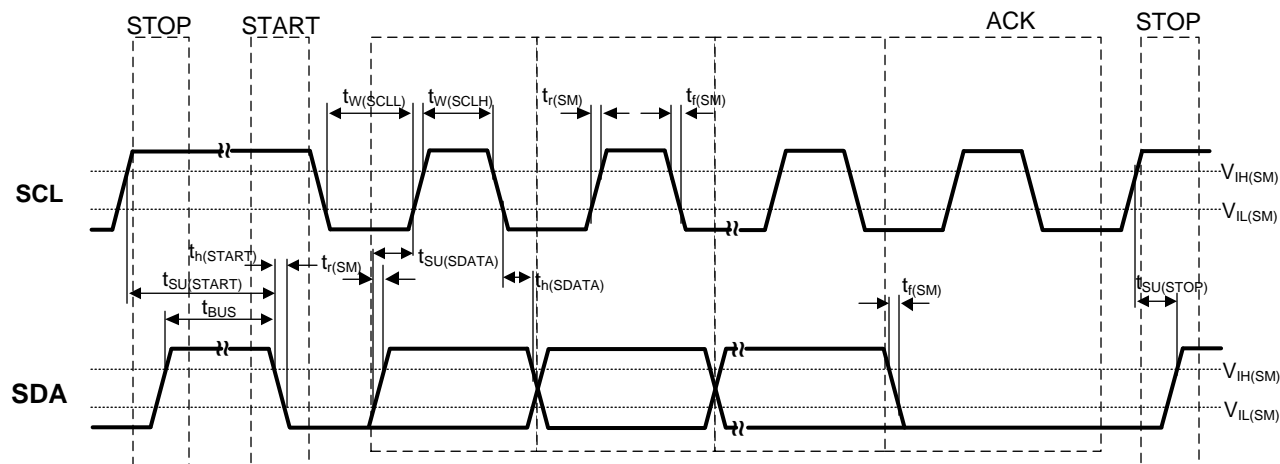 STOP START ACK STOP
tW(SCLL) tW(SCLH) tr(SM) tf(SM)
SCL
VIH(SM)
VIL(SM)
th(START) tr(SM) tSU(SDATA)
tSU(START) th(SDATA) tSU(STOP)
tf(SM)
tBUS
SDA
VIH(SM)
VIL(SM)